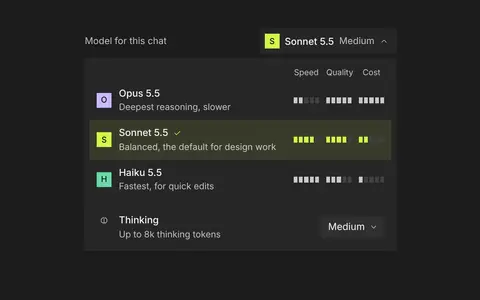 Model for this chat
S Sonnet 5.5 Medium
Speed Quality Cost
O Opus 5.5
Deepest reasoning, slower
S Sonnet 5.5
Balanced, the default for design work
H Haiku 5.5
Fastest, for quick edits
Thinking
Up to 8k thinking tokens
Medium